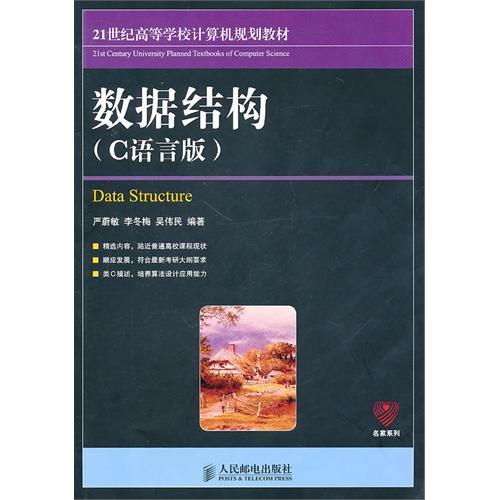 21世纪高等学校计算机规划教材
21st Century University Planned Textbooks of Computer Science
数据结构
（C语言版）
Data Structure
严蔚敏 李冬梅 吴伟民 编著
■ 精选内容，贴近普通高校课程现状
■ 顺应发展，符合最新考研大纲要求
■ 类C描述，培养算法设计应用能力
名家系列
人民邮电出版社
POSTS & TELECOM PRESS